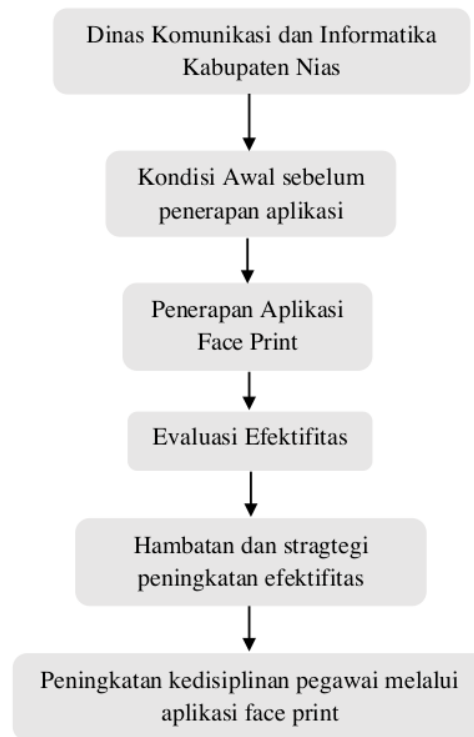 Dinas Komunikasi dan Informatika
Kabupaten Nias
Kondisi Awal sebelum
penerapan aplikasi
Penerapan Aplikasi
Face Print
Evaluasi Efektifitas
Hambatan dan stragtegi
peningkatan efektifitas
Peningkatan kedisiplinan pegawai melalui
aplikasi face print